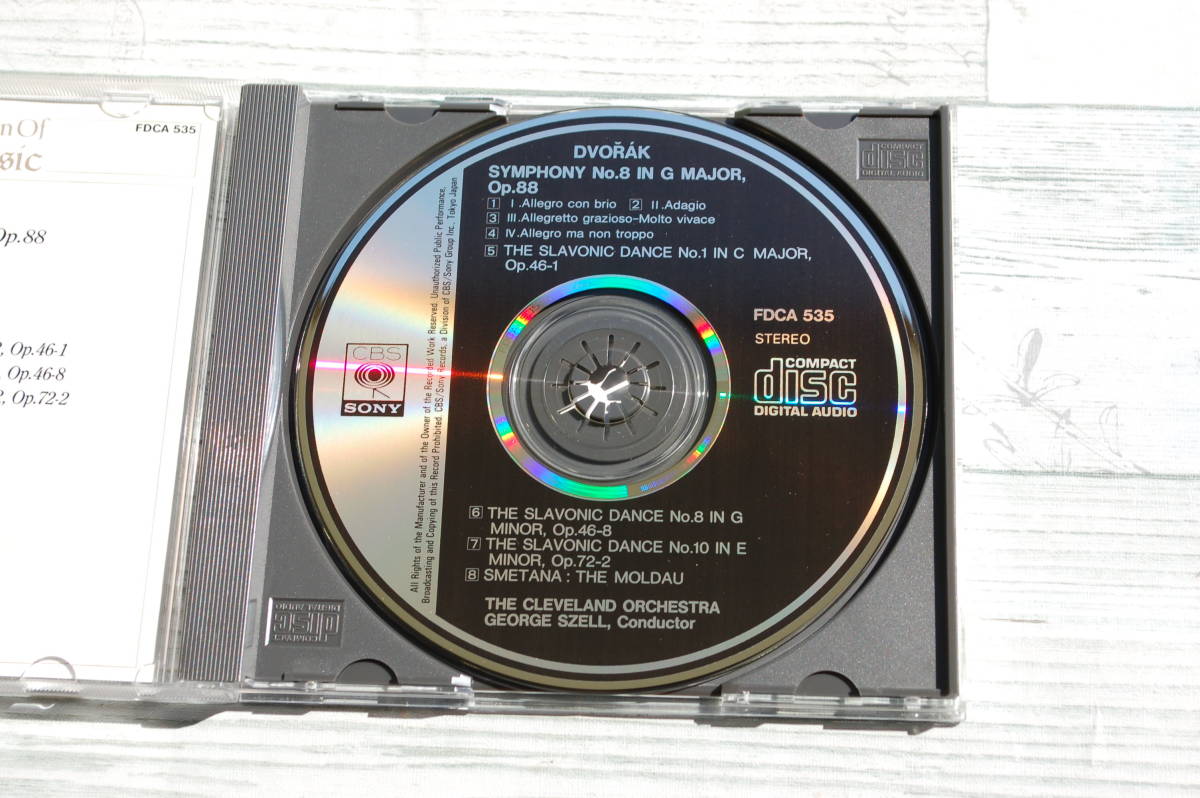 n Of
sic
FDCA 535
Op.88
, Op.46-1
, Op.46-8
, Op.72-2
DVOŘÁK
SYMPHONY No.8 IN G MAJOR,
Op.88
1 I.Allegro con brio 2 II.Adagio
3 III.Allegretto grazioso-Molto vivace
4 IV.Allegro ma non troppo
5 THE SLAVONIC DANCE No.1 IN C MAJOR,
Op.46-1
FDCA 535
STEREO
COMPACT
disc
DIGITAL AUDIO
CBS
SONY
All Rights of the Manufacturer and of the Owner of the Recorded Work Reserved. Unauthorized Public Performance,
Broadcasting and Copying of this Record Prohibited. CBS/Sony Records, a Division of CBS/Sony Group Inc., Tokyo Japan
6 THE SLAVONIC DANCE No.8 IN G
MINOR, Op.46-8
7 THE SLAVONIC DANCE No.10 IN E
MINOR, Op.72-2
8 SMETANA : THE MOLDAU
THE CLEVELAND ORCHESTRA
GEORGE SZELL, Conductor
COMPACT
disc
DIGITAL AUDIO
COMPACT
disc
DIGITAL AUDIO